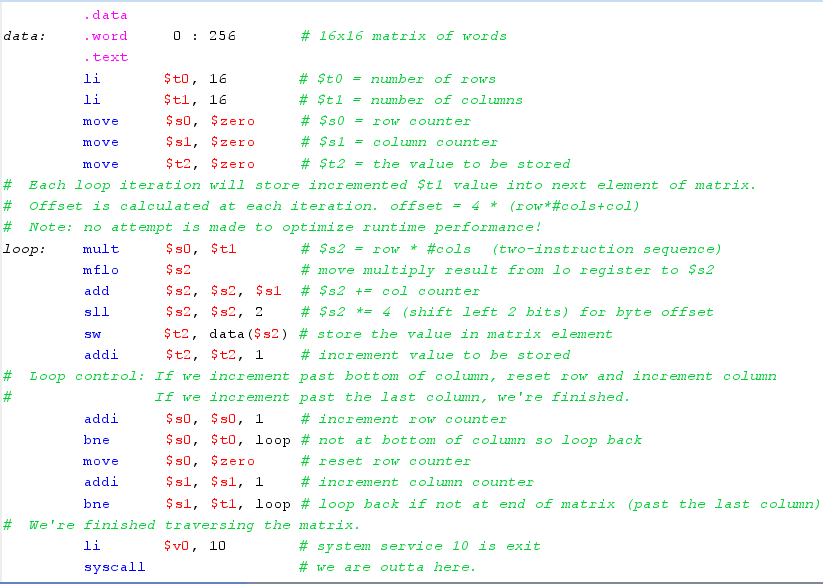 .data
data: .word 0 : 256 # 16x16 matrix of words
.text
li $t0, 16 # $t0 = number of rows
li $t1, 16 # $t1 = number of columns
move $s0, $zero # $s0 = row counter
move $s1, $zero # $s1 = column counter
move $t2, $zero # $t2 = the value to be stored
# Each loop iteration will store incremented $t1 value into next element of matrix.
# Offset is calculated at each iteration. offset = 4 * (row*#cols+col)
# Note: no attempt is made to optimize runtime performance!
loop: mult $s0, $t1 # $s2 = row * #cols (two-instruction sequence)
mflo $s2 # move multiply result from lo register to $s2
add $s2, $s2, $s1 # $s2 += col counter
sll $s2, $s2, 2 # $s2 *= 4 (shift left 2 bits) for byte offset
sw $t2, data($s2) # store the value in matrix element
addi $t2, $t2, 1 # increment value to be stored
# Loop control: If we increment past bottom of column, reset row and increment column
# If we increment past the last column, we're finished.
addi $s0, $s0, 1 # increment row counter
bne $s0, $t0, loop # not at bottom of column so loop back
move $s0, $zero # reset row counter
addi $s1, $s1, 1 # increment column counter
bne $s1, $t1, loop # loop back if not at end of matrix (past the last column)
# We're finished traversing the matrix.
li $v0, 10 # system service 10 is exit
syscall # we are outta here.